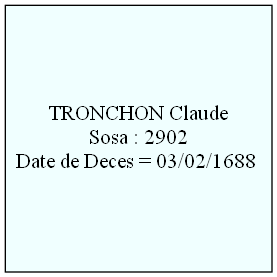 TRONCHON Claude
Sosa : 2902
Date de Deces = 03/02/1688